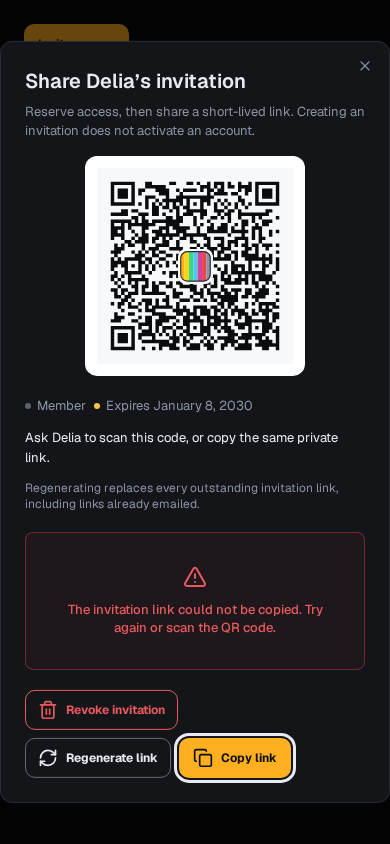 Share Delia's invitation
Reserve access, then share a short-lived link. Creating an
invitation does not activate an account.
Member
Expires January 8, 2030
Ask Delia to scan this code, or copy the same private
link.
Regenerating replaces every outstanding invitation link,
including links already emailed.
The invitation link could not be copied. Try
again or scan the QR code.
Revoke invitation
Regenerate link
Copy link